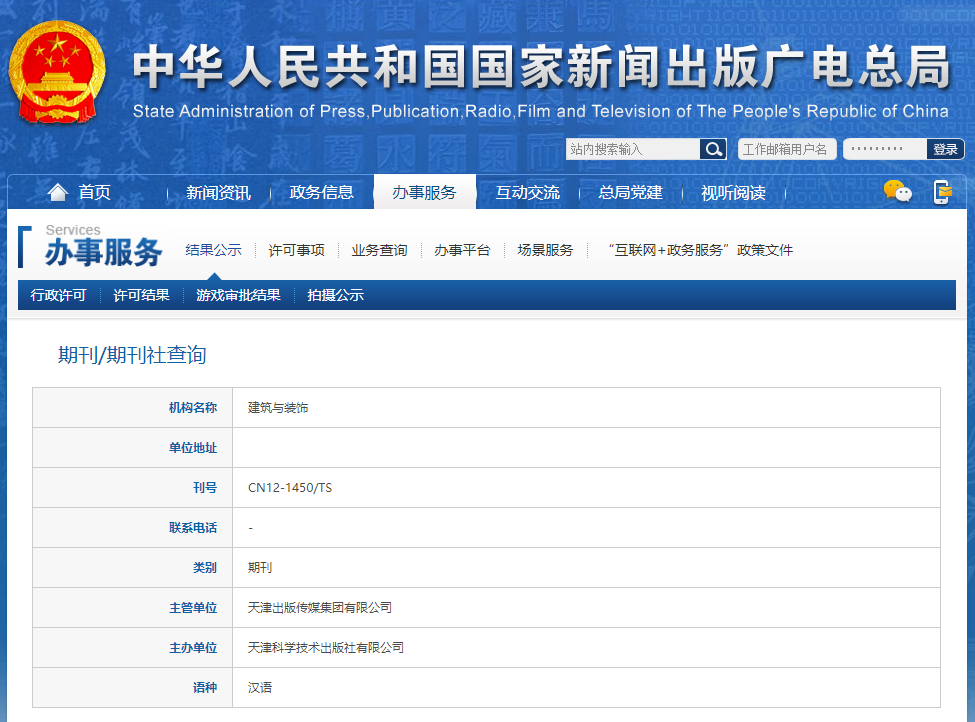 中华人民共和国国家新闻出版广电总局
State Administration of Press,Publication,Radio,Film and Television of The People's Republic of China
站内搜索输入 工作邮箱用户名 ········· 登录
首页 新闻资讯 政务信息 办事服务 互动交流 总局党建 视听阅读
Services
办事服务 结果公示 许可事项 业务查询 办事平台 场景服务 “互联网+政务服务”政策文件
行政许可 许可结果 游戏审批结果 拍摄公示
期刊/期刊社查询
机构名称 建筑与装饰
单位地址
刊号 CN12-1450/TS
联系电话 -
类别 期刊
主管单位 天津出版传媒集团有限公司
主办单位 天津科学技术出版社有限公司
语种 汉语